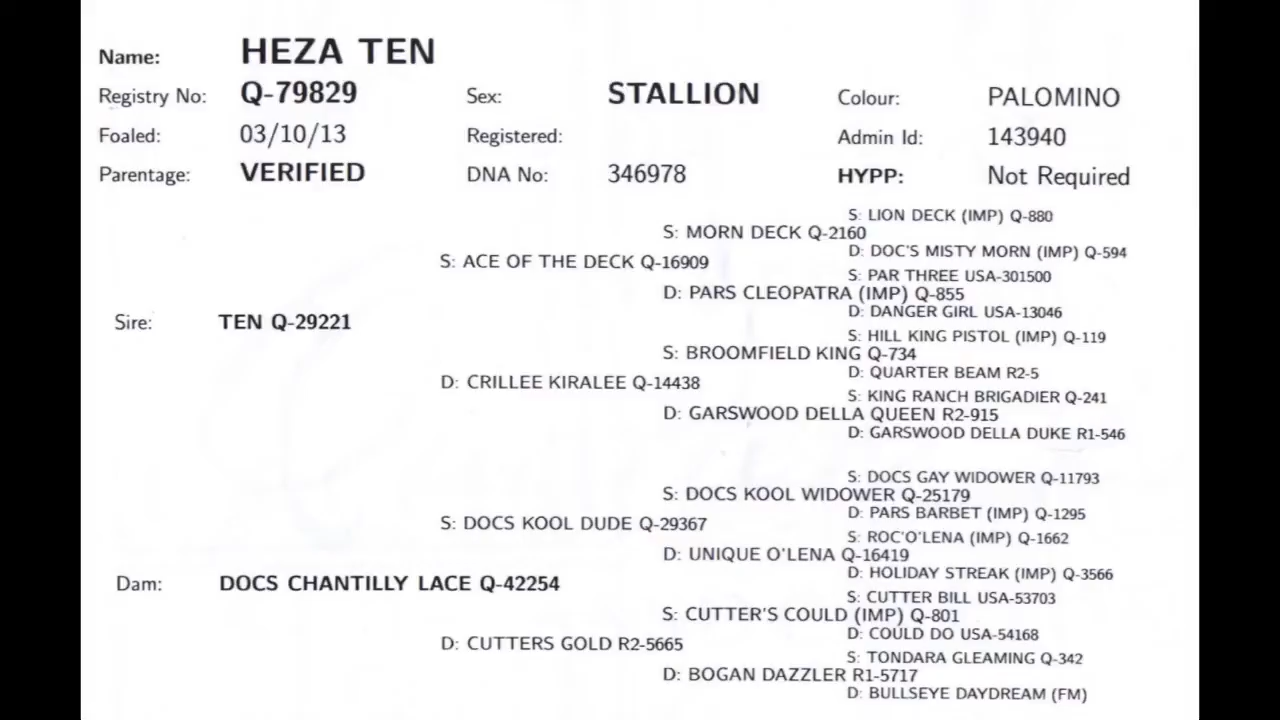 Name: HEZA TEN
Registry No: Q-79829 Sex: STALLION Colour: PALOMINO
Foaled: 03/10/13 Registered: Admin Id: 143940
Parentage: VERIFIED DNA No: 346978 HYPP: Not Required
S: LION DECK (IMP) Q-880
S: MORN DECK Q-2160
D: DOC'S MISTY MORN (IMP) Q-594
S: ACE OF THE DECK Q-16909
S: PAR THREE USA-301500
D: PARS CLEOPATRA (IMP) Q-855
D: DANGER GIRL USA-13046
Sire: TEN Q-29221
S: HILL KING PISTOL (IMP) Q-119
S: BROOMFIELD KING Q-734
D: QUARTER BEAM R2-5
D: CRILLEE KIRALEE Q-14438
S: KING RANCH BRIGADIER Q-241
D: GARSWOOD DELLA QUEEN R2-915
D: GARSWOOD DELLA DUKE R1-546
S: DOCS GAY WIDOWER Q-11793
S: DOCS KOOL WIDOWER Q-25179
D: PARS BARBET (IMP) Q-1295
S: DOCS KOOL DUDE Q-29367
S: ROC'O'LENA (IMP) Q-1662
D: UNIQUE O'LENA Q-16419
D: HOLIDAY STREAK (IMP) Q-3566
Dam: DOCS CHANTILLY LACE Q-42254
S: CUTTER BILL USA-53703
S: CUTTER'S COULD (IMP) Q-801
D: COULD DO USA-54168
D: CUTTERS GOLD R2-5665
S: TONDARA GLEAMING Q-342
D: BOGAN DAZZLER R1-5717
D: BULLSEYE DAYDREAM (FM)